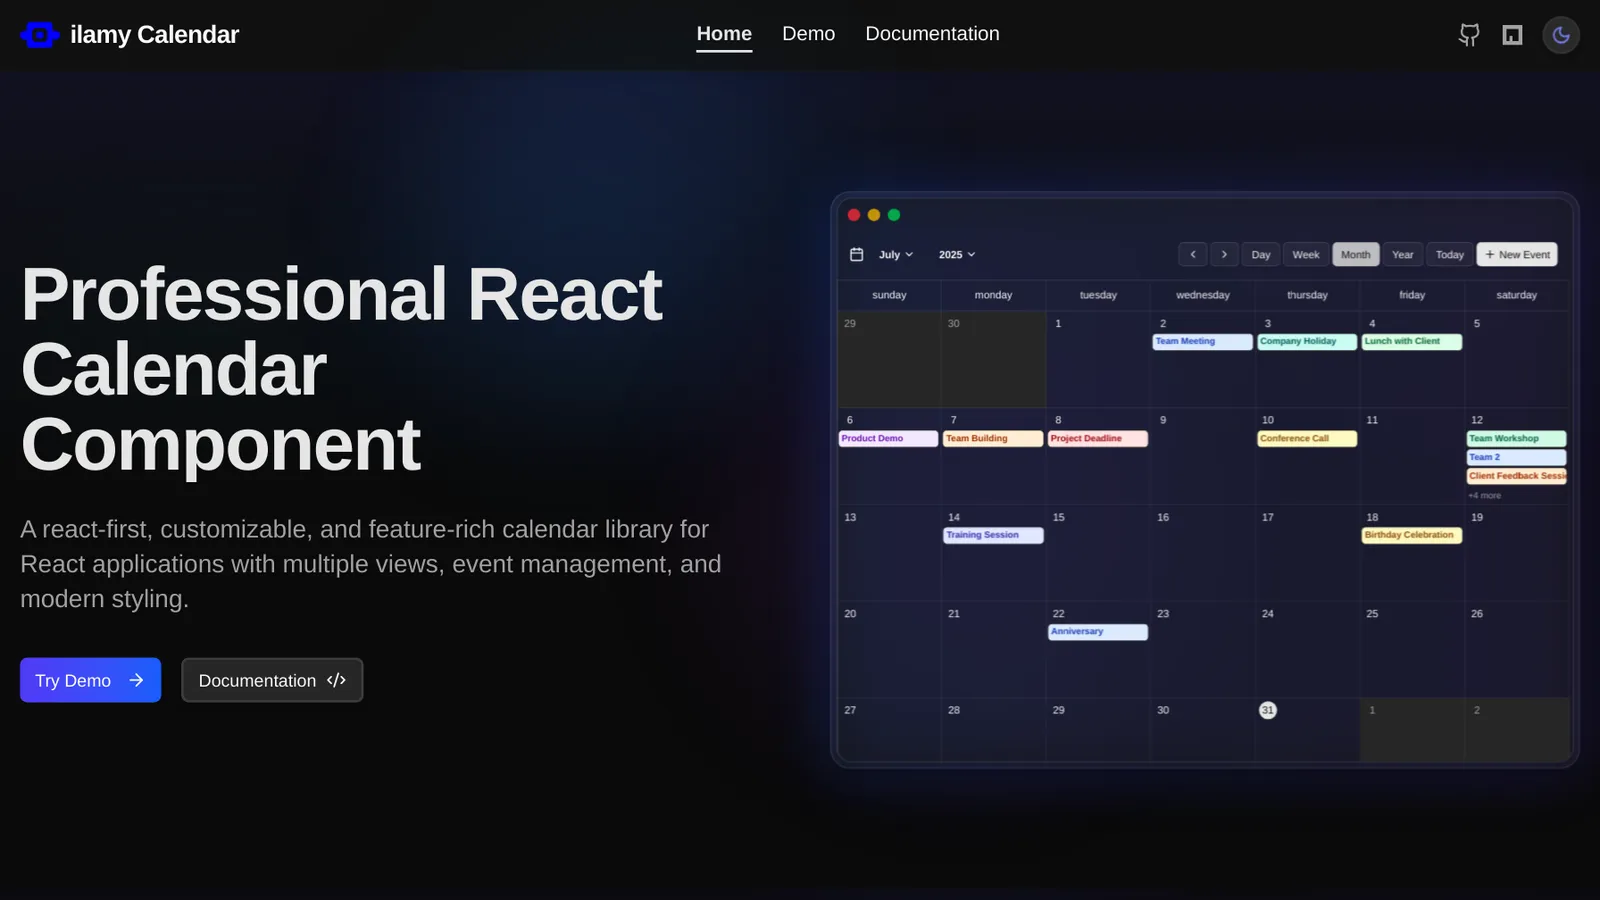 ilamy Calendar
Home Demo Documentation
Professional React
Calendar
Component
A react-first, customizable, and feature-rich calendar library for
React applications with multiple views, event management, and
modern styling.
Try Demo
Documentation
July 2025 Day Week Month Year Today + New Event
sunday monday tuesday wednesday thursday friday saturday
29 30 1 2 3 4 5
Team Meeting Company Holiday Lunch with Client
6 7 8 9 10 11 12
Product Demo Team Building Project Deadline Conference Call Team Workshop
Team 2
Client Feedback Sessi
+4 more
13 14 15 16 17 18 19
Training Session Birthday Celebration
20 21 22 23 24 25 26
Anniversary
27 28 29 30 31 1 2